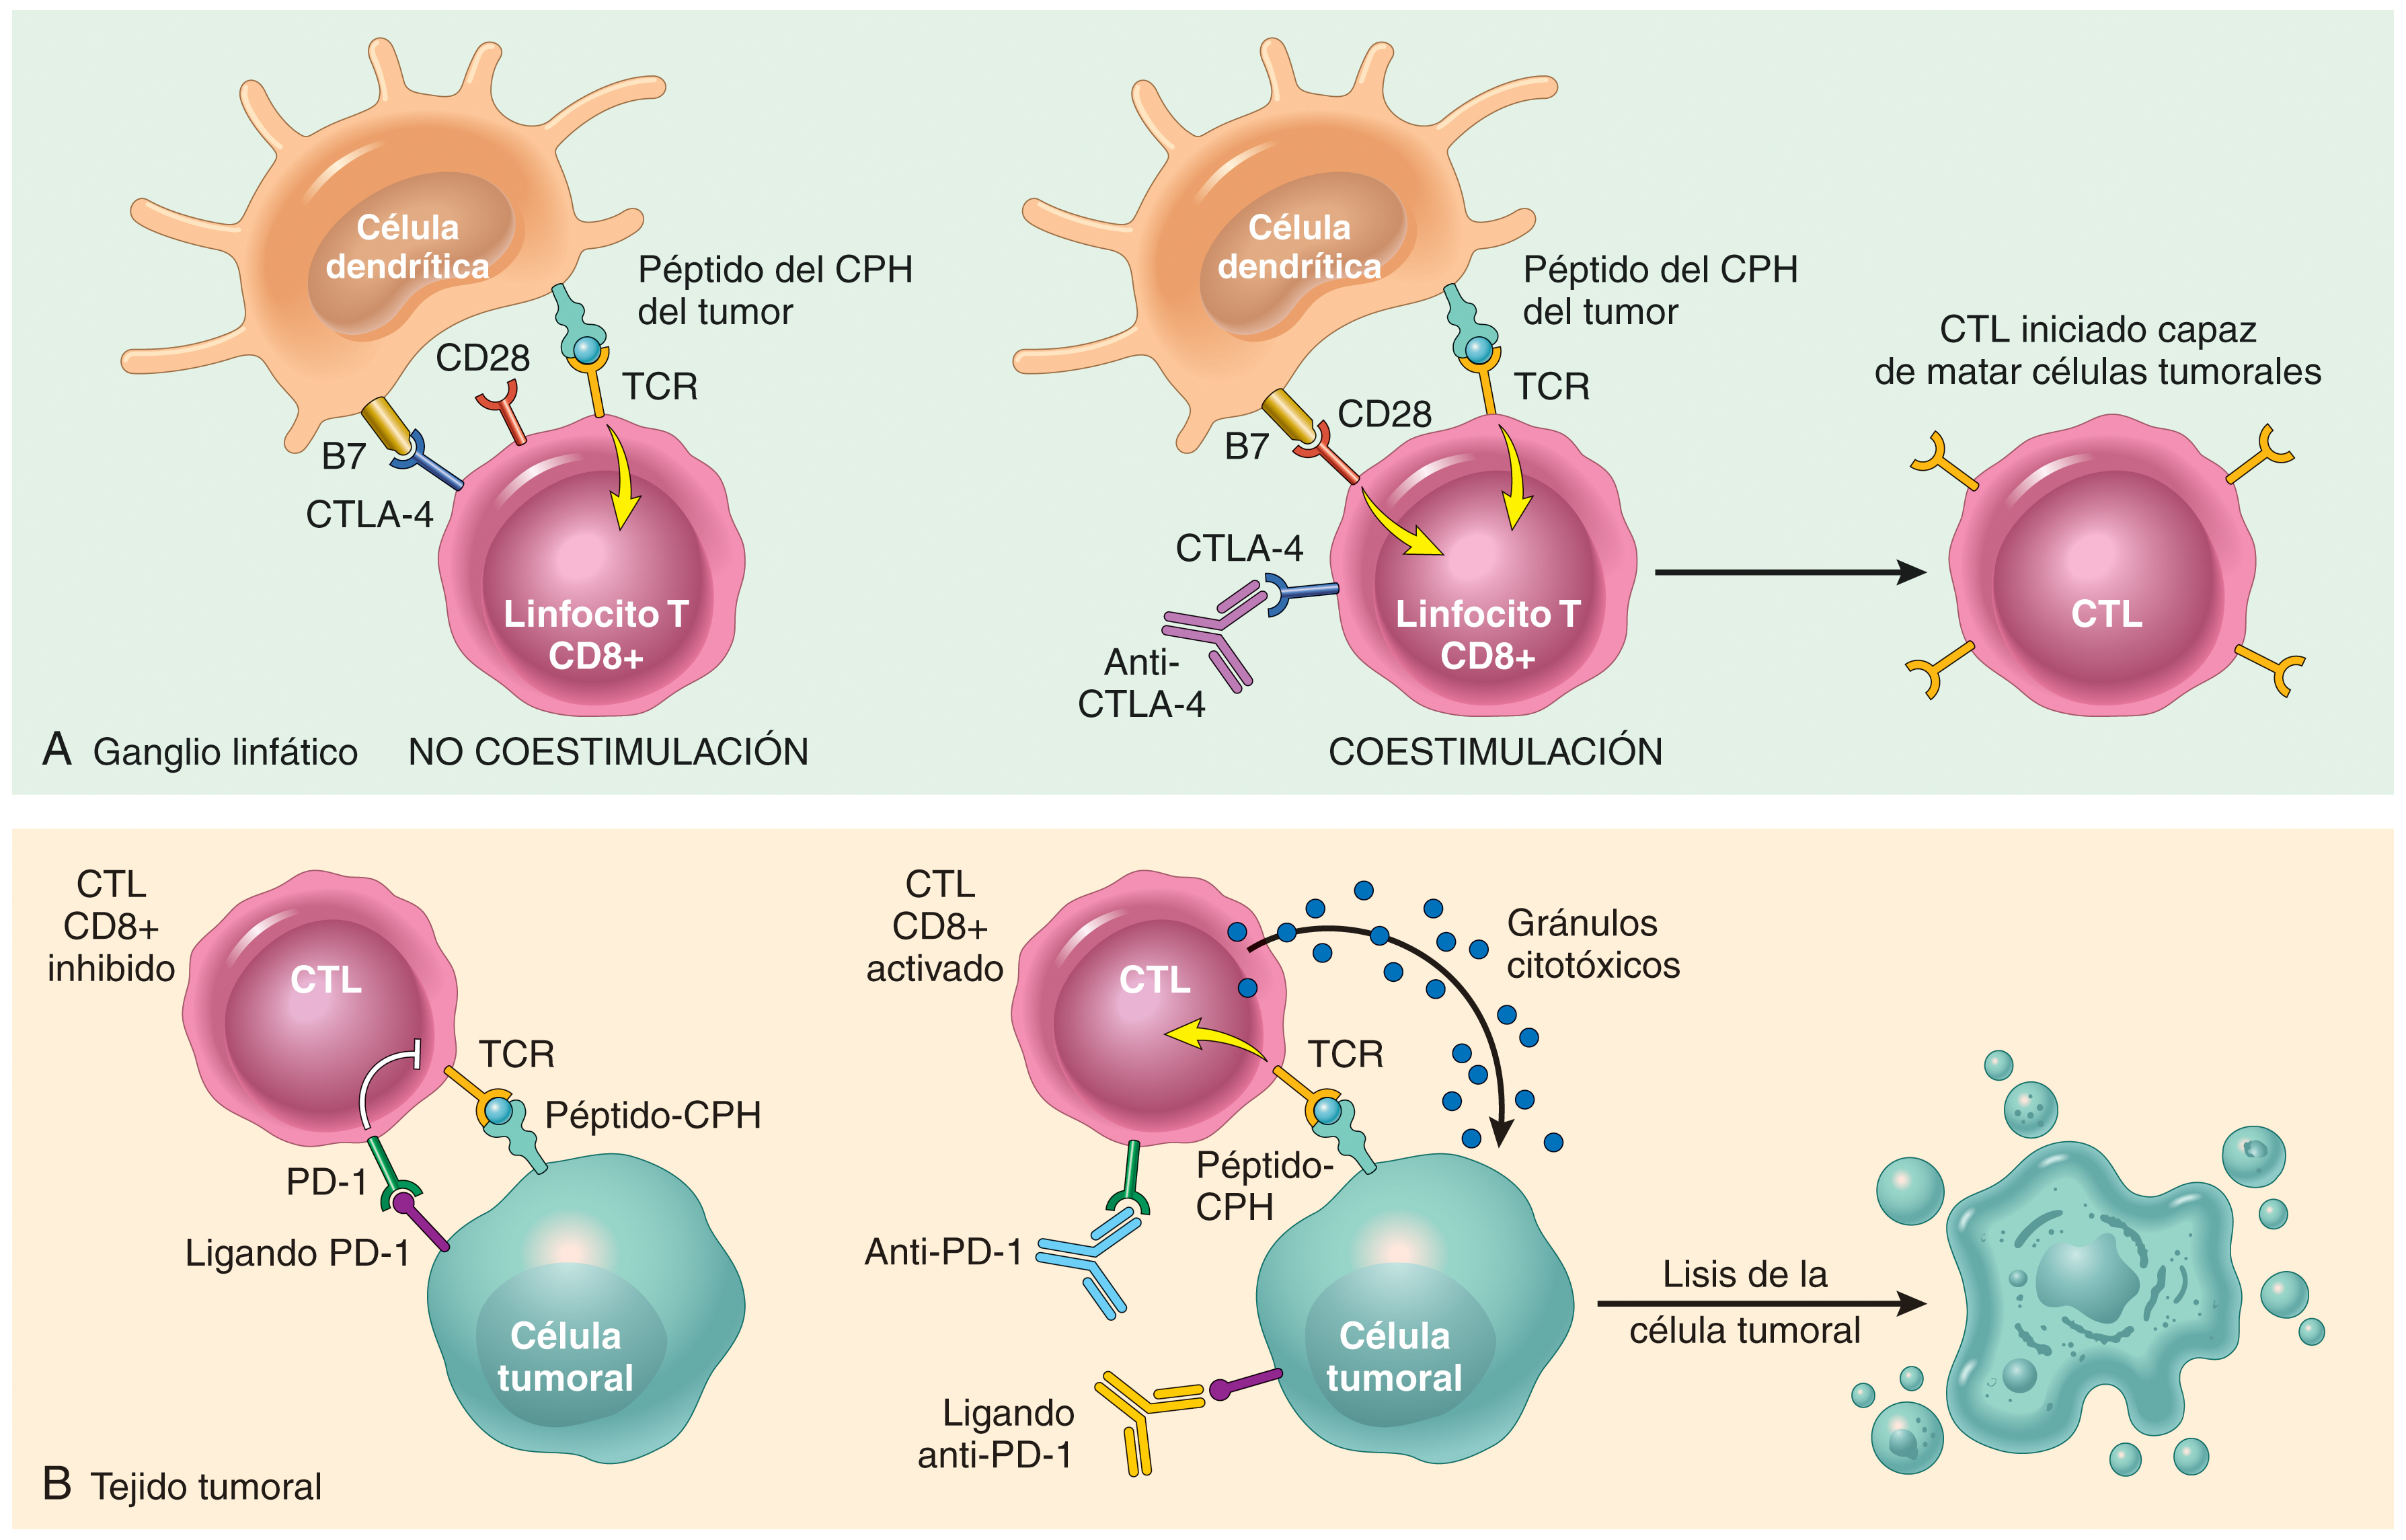 Célula
dendrítica
Péptido del CPH
del tumor
CD28
TCR
B7
CTLA-4
Linfocito T
CD8+
A Ganglio linfático
NO COESTIMULACIÓN
Célula
dendrítica
Péptido del CPH
del tumor
TCR
CD28
B7
CTLA-4
Anti-
CTLA-4
Linfocito T
CD8+
COESTIMULACIÓN
CTL iniciado capaz
de matar células tumorales
CTL
CTL
CD8+
inhibido
CTL
TCR
Péptido-CPH
PD-1
Ligando PD-1
Célula
tumoral
B Tejido tumoral
CTL
CD8+
activado
CTL
Gránulos
citotóxicos
TCR
Péptido-
CPH
Anti-PD-1
Célula
tumoral
Ligando
anti-PD-1
Lisis de la
célula tumoral